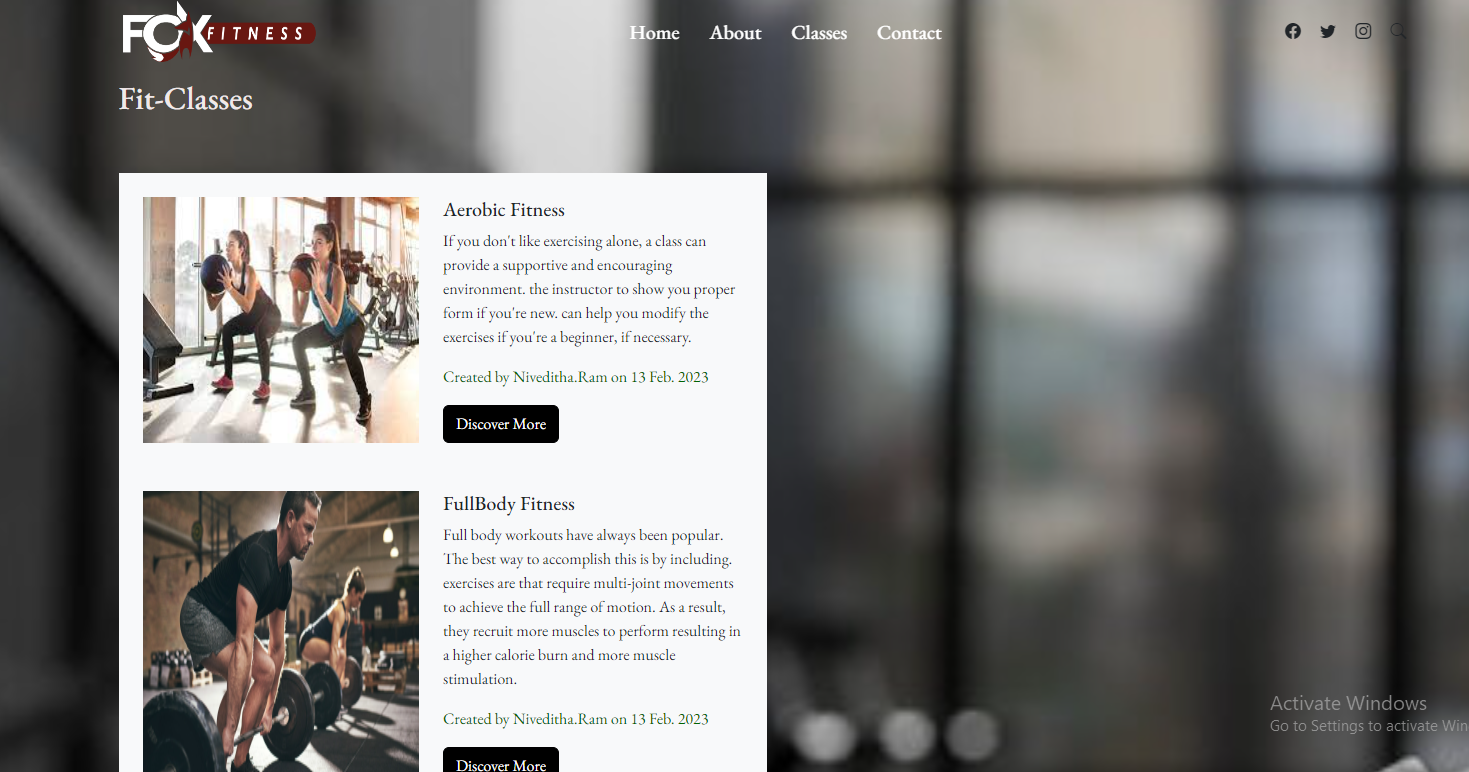 FOX FITNESS
Home About Classes Contact
Fit-Classes
Aerobic Fitness
If you don't like exercising alone, a class can
provide a supportive and encouraging
environment. the instructor to show you proper
form if you're new. can help you modify the
exercises if you're a beginner, if necessary.
Created by Niveditha.Ram on 13 Feb. 2023
Discover More
FullBody Fitness
Full body workouts have always been popular.
The best way to accomplish this is by including.
exercises are that require multi-joint movements
to achieve the full range of motion. As a result,
they recruit more muscles to perform resulting in
a higher calorie burn and more muscle
stimulation.
Created by Niveditha.Ram on 13 Feb. 2023
Discover More
Activate Windows
Go to Settings to activate Win